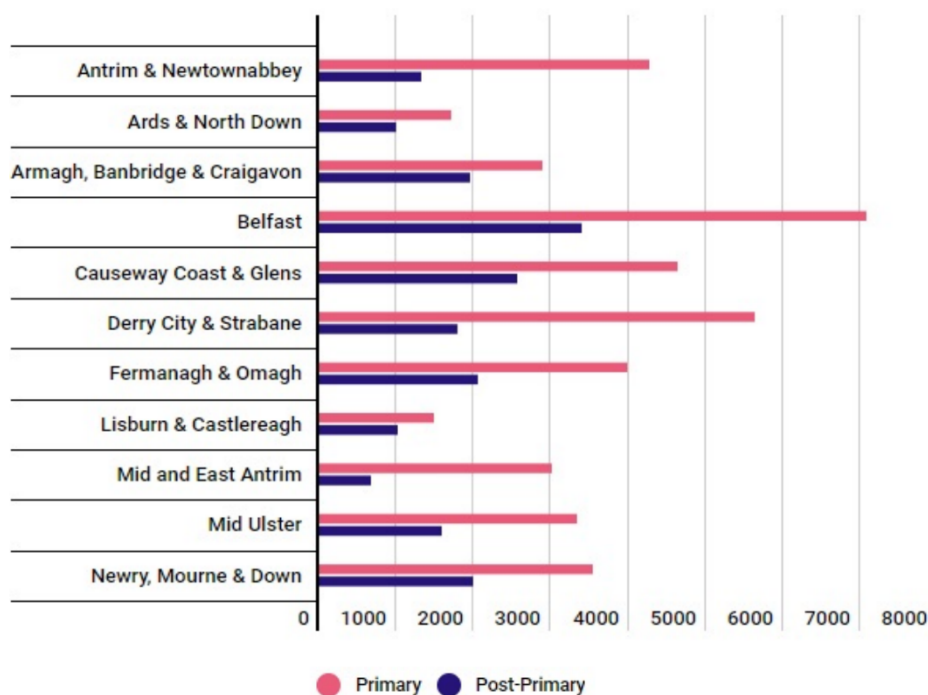 Antrim & Newtownabbey
Ards & North Down
Armagh, Banbridge & Craigavon
Belfast
Causeway Coast & Glens
Derry City & Strabane
Fermanagh & Omagh
Lisburn & Castlereagh
Mid and East Antrim
Mid Ulster
Newry, Mourne & Down
0 1000 2000 3000 4000 5000 6000 7000 8000
Primary Post-Primary